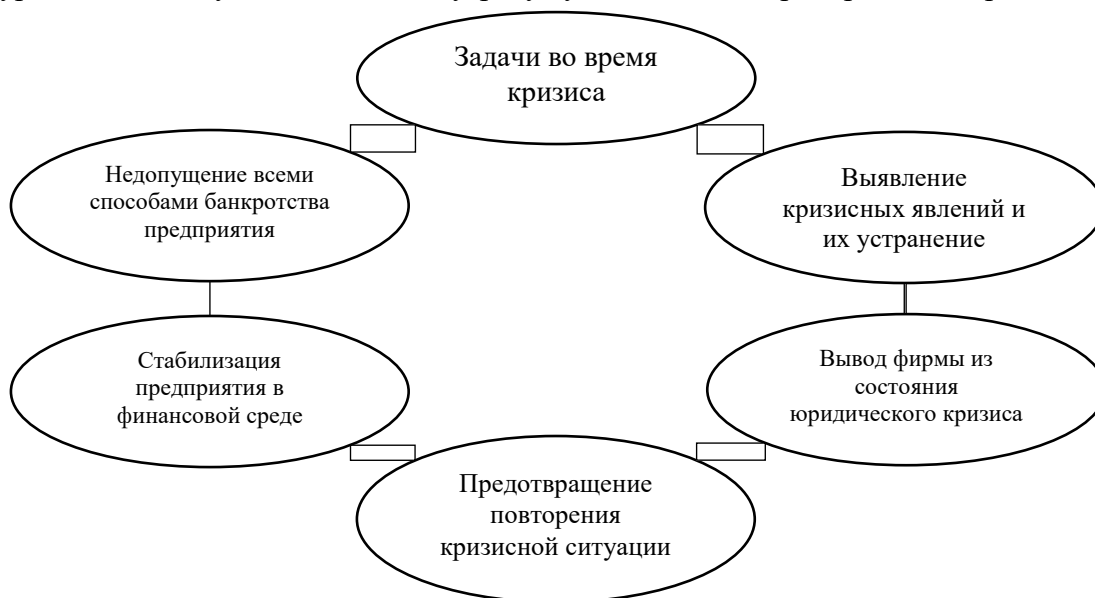 Задачи во время
кризиса
Недопущение всеми
способами банкротства
предприятия
Выявление
кризисных явлений и
их устранение
Стабилизация
предприятия в
финансовой среде
Вывод фирмы из
состояния
юридического кризиса
Предотвращение
повторения
кризисной ситуации